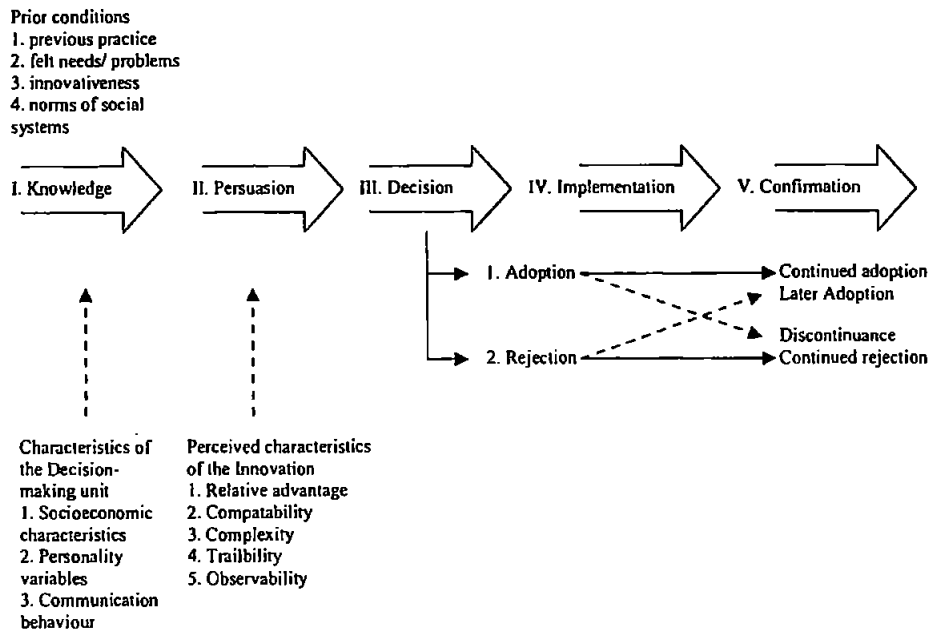 Prior conditions
1. previous practice
2. felt needs/ problems
3. innovativeness
4. norms of social
systems
I. Knowledge
II. Persuasion
III. Decision
IV. Implementation
V. Confirmation
1. Adoption
Continued adoption
Later Adoption
Discontinuance
2. Rejection
Continued rejection
Characteristics of
the Decision-
making unit
1. Socioeconomic
characteristics
2. Personality
variables
3. Communication
behaviour
Perceived characteristics
of the Innovation
1. Relative advantage
2. Compatability
3. Complexity
4. Trailbility
5. Observability